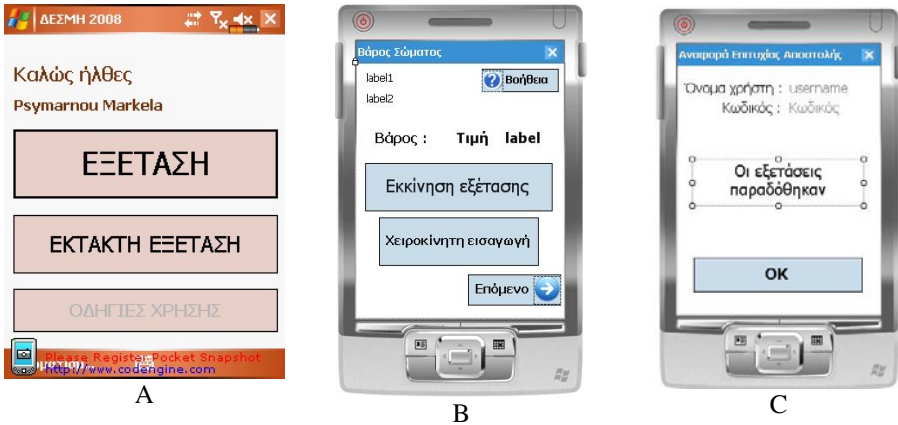 ΔΕΣΜΗ 2008
Καλώς ήλθες
Psymarnou Markela
ΕΞΕΤΑΣΗ
ΕΚΤΑΚΤΗ ΕΞΕΤΑΣΗ
ΟΔΗΓΙΕΣ ΧΡΗΣΗΣ
Please Register Pocket Snapshot
http://www.codengine.com
A
Βάρος Σώματος
label1
Βοήθεια
label2
Βάρος : Τιμή label
Εκκίνηση εξέτασης
Χειροκίνητη εισαγωγή
Επόμενο
B
Αναφορά Επιτυχίας Αποστολής
Όνομα χρήστη : username
Κωδικός : Κωδικός
Οι εξετάσεις
παραδόθηκαν
OK
C